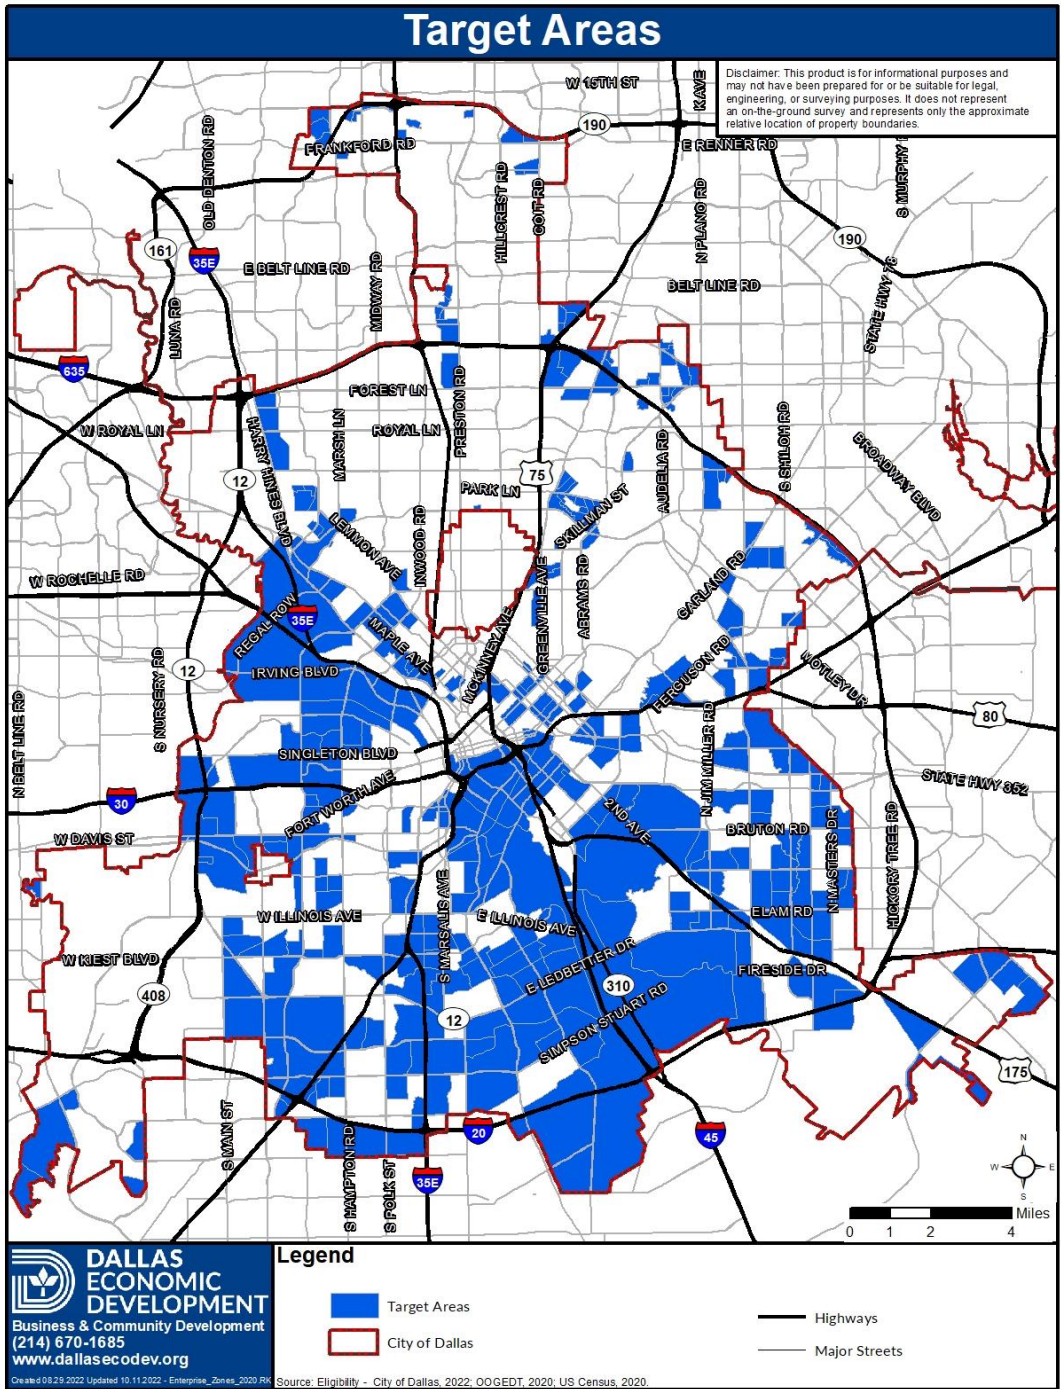 Target Areas
Disclaimer: This product is for informational purposes and
may not have been prepared for or be suitable for legal,
engineering, or surveying purposes. It does not represent
an on-the-ground survey and represents only the approximate
relative location of property boundaries.
W 15TH ST
K AVE
190
FRANKFORD RD
E RENNER RD
OLD DENTON RD
HILLCREST RD
COIT RD
N PLANO RD
S MURPHY
161
35E
E BELT LINE RD
MIDWAY RD
190
BELT LINE RD
STATE HWY 78
LUNA RD
635
FOREST LN
PRESTON RD
W ROYAL LN
ROYAL LN
MARSH LN
HARRY HINES BLVD
AUDELIA RD
S SHILOH RD
BROADWAY BLVD
12
75
PARK LN
SKILLMAN ST
LEMMON AVE
INWOOD RD
W ROCHELLE RD
ABRAMS RD
GREENVILLE AVE
GARLAND RD
REGAL ROW
35E
MAPLE AVE
MCKINNEY AVE
FERGUSON RD
12
IRVING BLVD
MOTLEY DR
S NURSERY RD
N BELT LINE RD
80
SINGLETON BLVD
N JIM MILLER RD
STATE HWY 352
30
FORT WORTH AVE
2ND AVE
W DAVIS ST
BRUTON RD
N MASTERS DR
HICKORY TREE RD
S MARSALIS AVE
W ILLINOIS AVE
E ILLINOIS AVE
ELAM RD
W KIEST BLVD
E LEDBETTER DR
FIRESIDE DR
408
310
12
SIMPSON STUART RD
175
S MAIN ST
S HAMPTON RD
S POLK ST
20
45
35E
N
W
E
S
Miles
0 1 2 4
DALLAS
ECONOMIC
DEVELOPMENT
Business & Community Development
(214) 670-1685
www.dallasecodev.org
Created 08.29.2022 Updated 10.11.2022 - Enterprise_Zones_2020.RK
Legend
Target Areas
City of Dallas
Highways
Major Streets
Source: Eligibility - City of Dallas, 2022; OOGEDT, 2020; US Census, 2020.